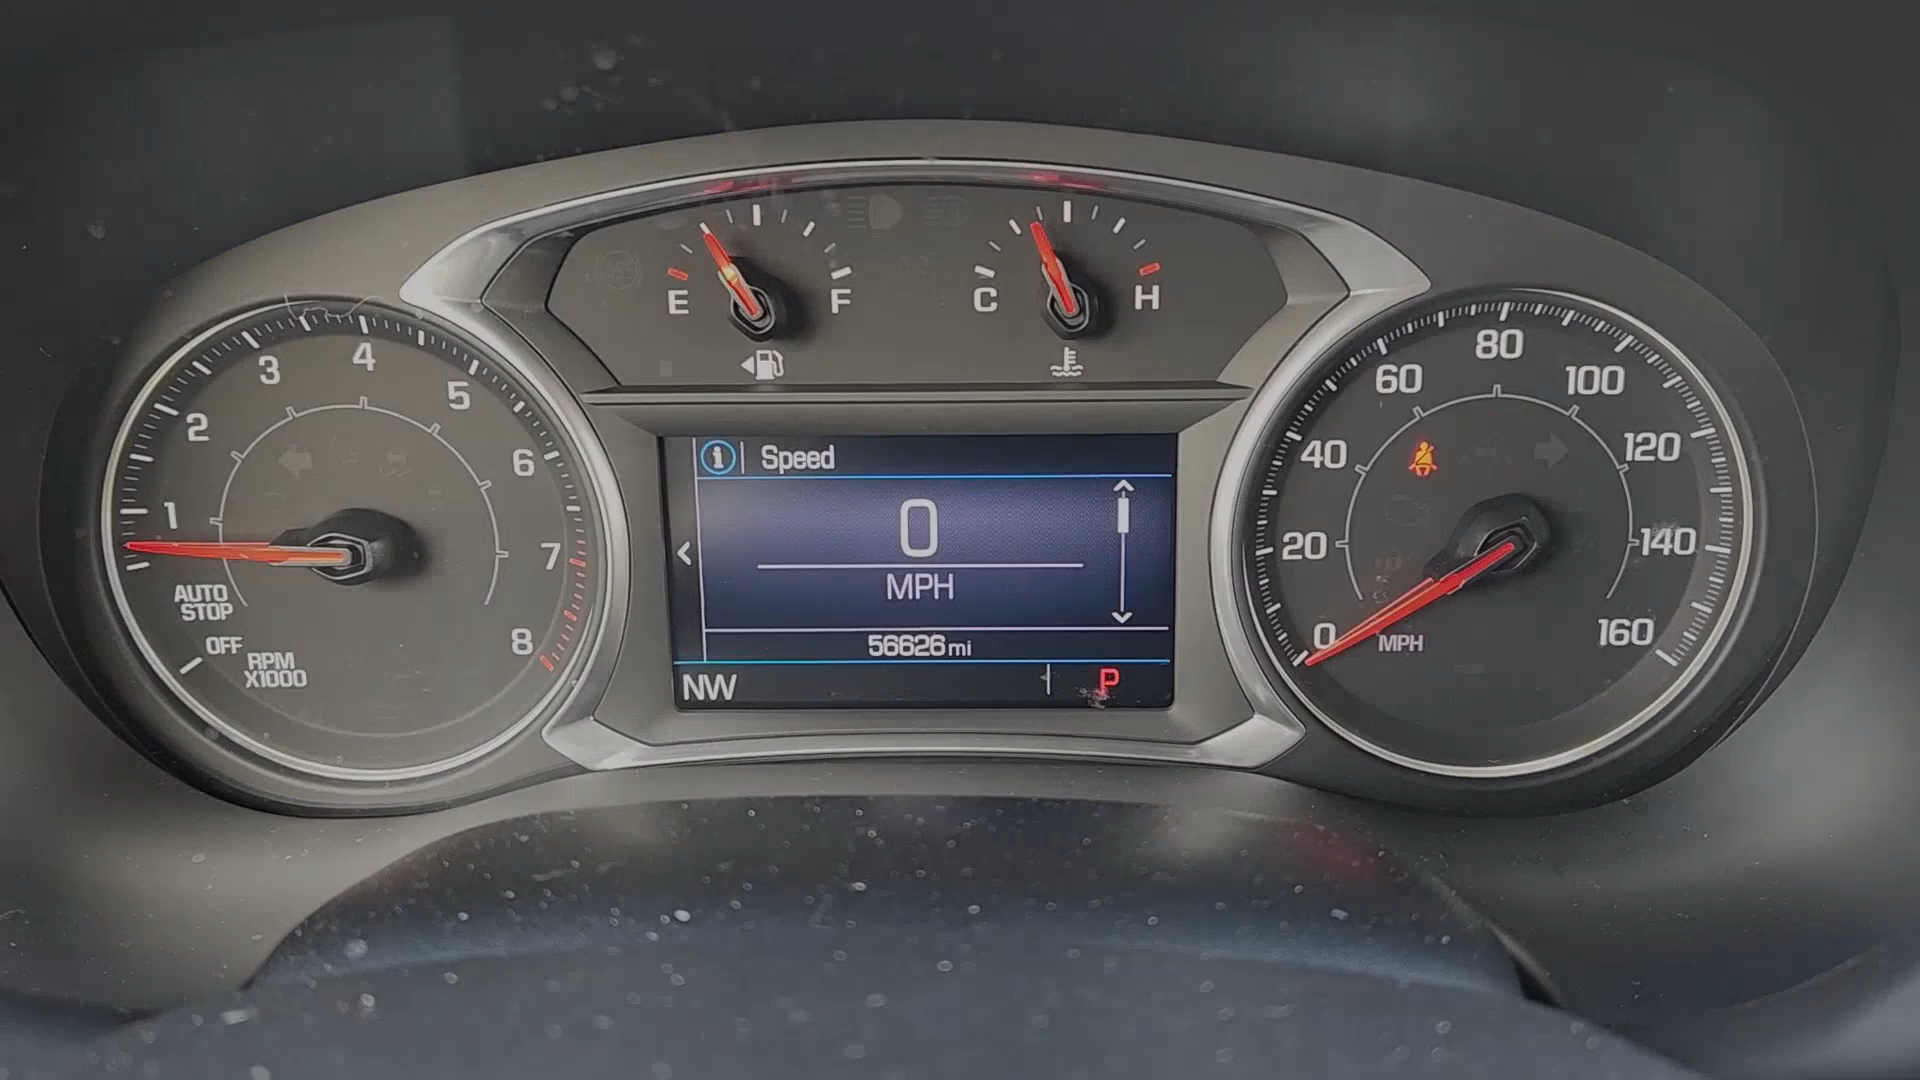 E F
C H
1 2 3 4 5 6 7 8
AUTO
STOP
OFF
RPM
X1000
i Speed
0
MPH
56626 mi
NW P
0 20 40 60 80 100 120 140 160
MPH